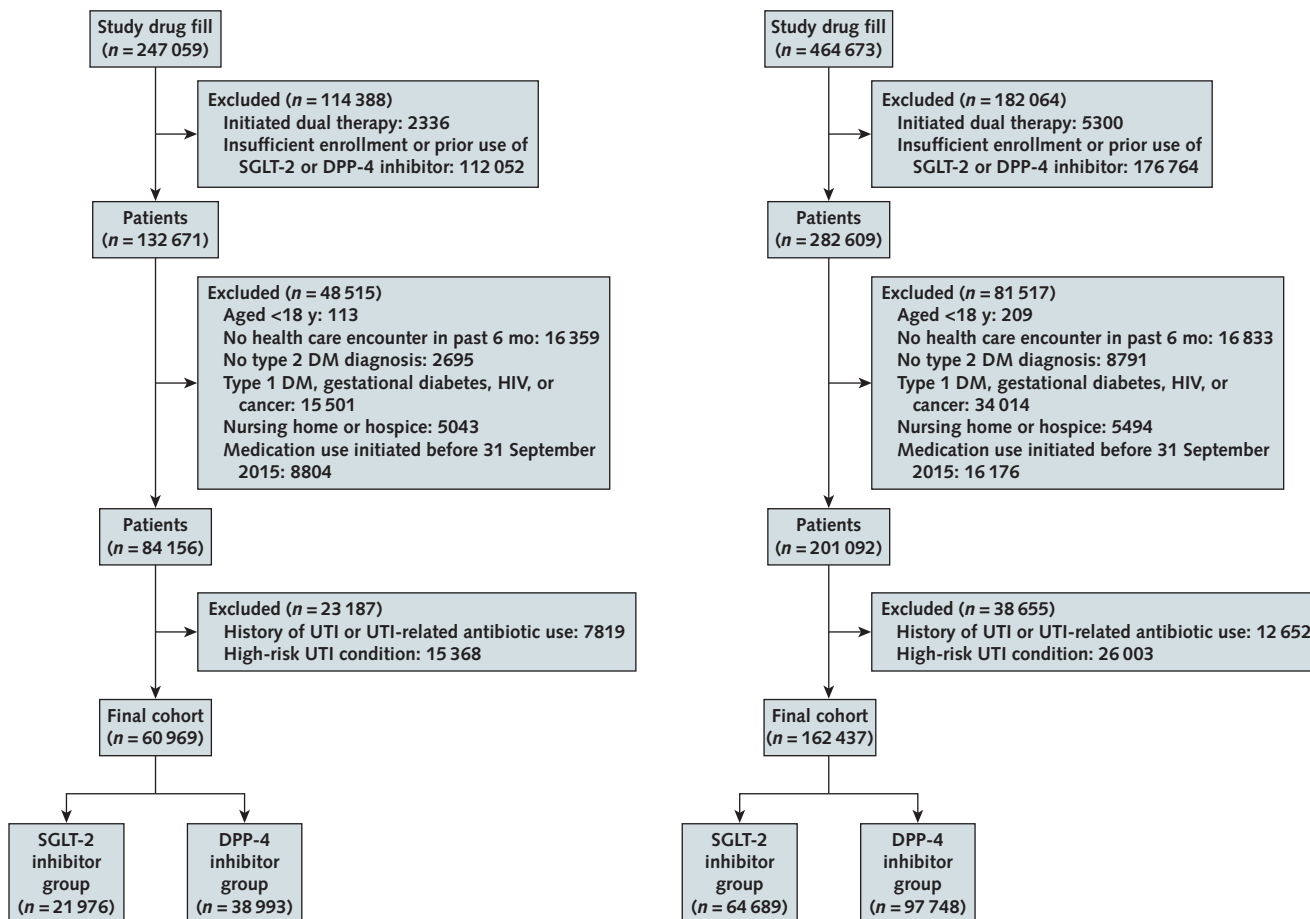 Study drug fill
(n = 247 059)
Excluded (n = 114 388)
Initiated dual therapy: 2336
Insufficient enrollment or prior use of
SGLT-2 or DPP-4 inhibitor: 112 052
Patients
(n = 132 671)
Excluded (n = 48 515)
Aged <18 y: 113
No health care encounter in past 6 mo: 16 359
No type 2 DM diagnosis: 2695
Type 1 DM, gestational diabetes, HIV, or
cancer: 15 501
Nursing home or hospice: 5043
Medication use initiated before 31 September
2015: 8804
Patients
(n = 84 156)
Excluded (n = 23 187)
History of UTI or UTI-related antibiotic use: 7819
High-risk UTI condition: 15 368
Final cohort
(n = 60 969)
SGLT-2
inhibitor
group
(n = 21 976)
DPP-4
inhibitor
group
(n = 38 993)
Study drug fill
(n = 464 673)
Excluded (n = 182 064)
Initiated dual therapy: 5300
Insufficient enrollment or prior use of
SGLT-2 or DPP-4 inhibitor: 176 764
Patients
(n = 282 609)
Excluded (n = 81 517)
Aged <18 y: 209
No health care encounter in past 6 mo: 16 833
No type 2 DM diagnosis: 8791
Type 1 DM, gestational diabetes, HIV, or
cancer: 34 014
Nursing home or hospice: 5494
Medication use initiated before 31 September
2015: 16 176
Patients
(n = 201 092)
Excluded (n = 38 655)
History of UTI or UTI-related antibiotic use: 12 652
High-risk UTI condition: 26 003
Final cohort
(n = 162 437)
SGLT-2
inhibitor
group
(n = 64 689)
DPP-4
inhibitor
group
(n = 97 748)